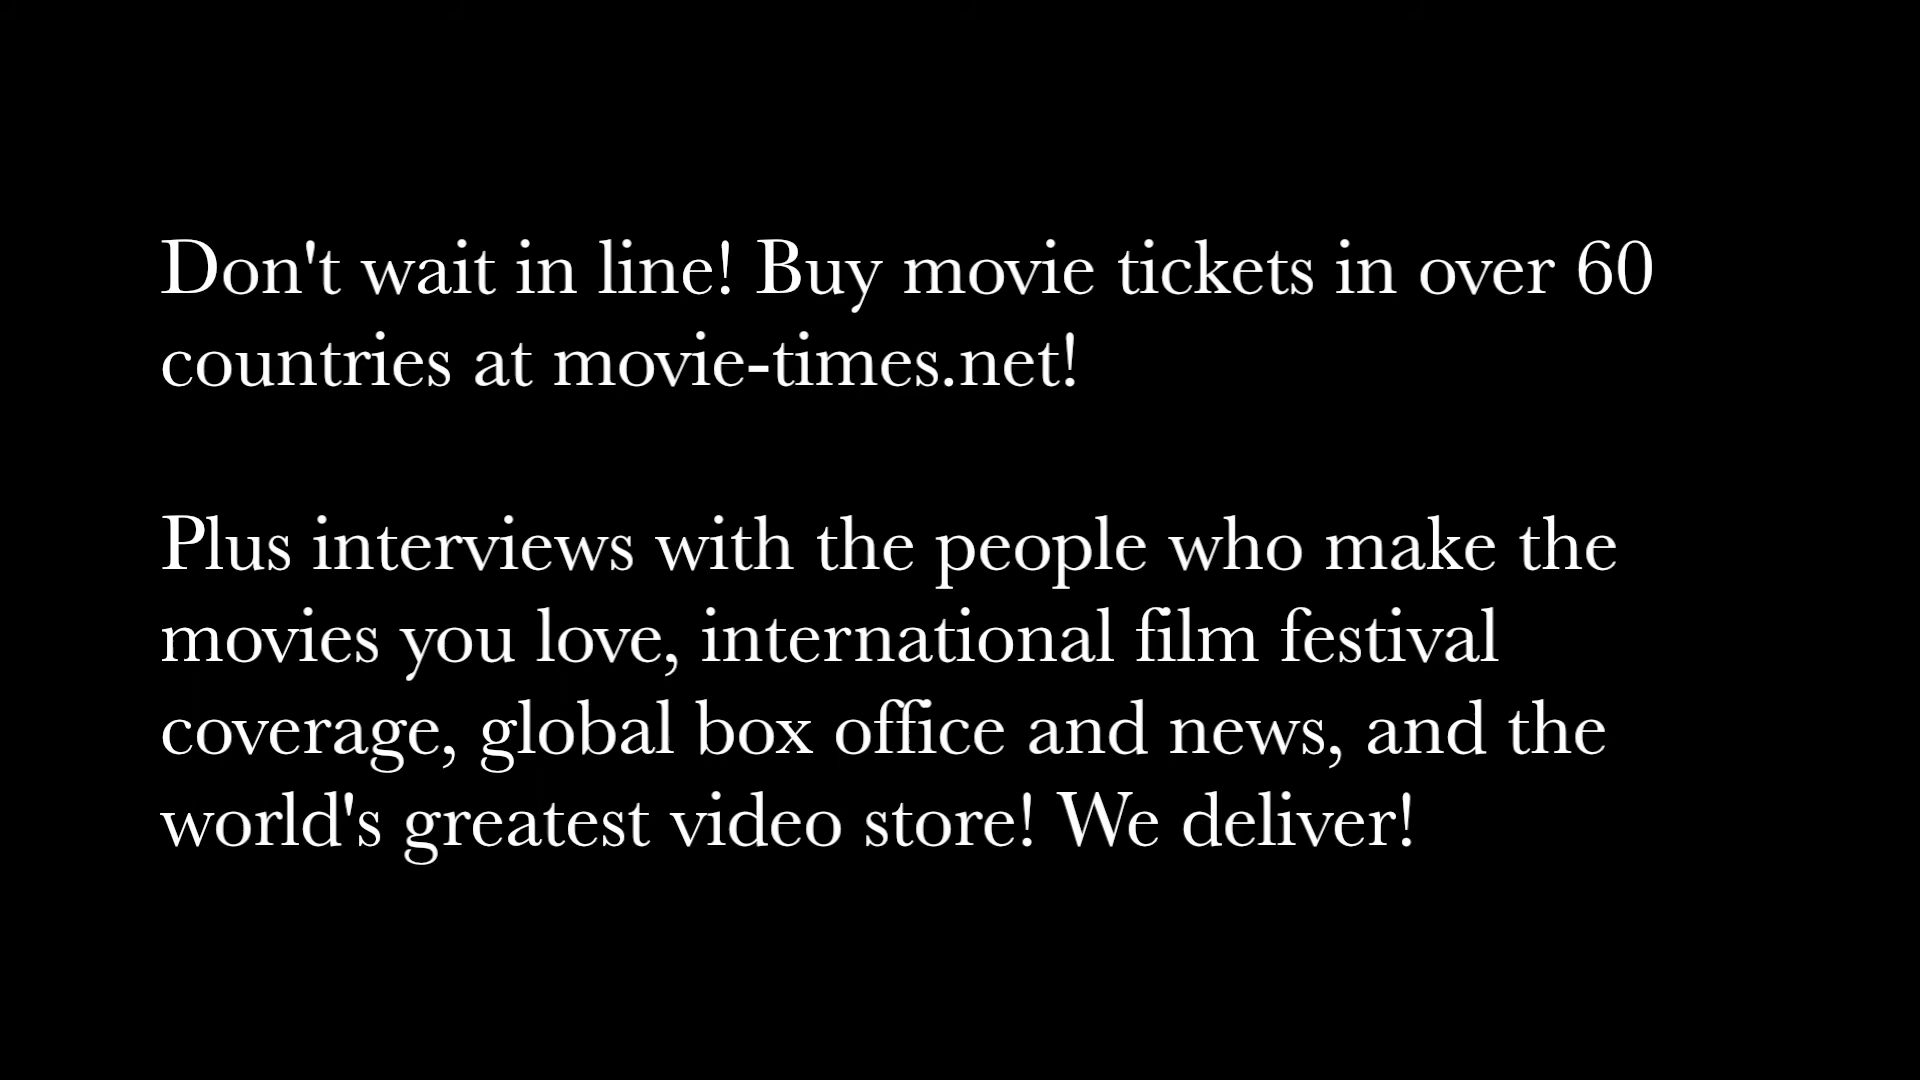 Don't wait in line! Buy movie tickets in over 60
countries at movie-times.net!
Plus interviews with the people who make the
movies you love, international film festival
coverage, global box office and news, and the
world's greatest video store! We deliver!